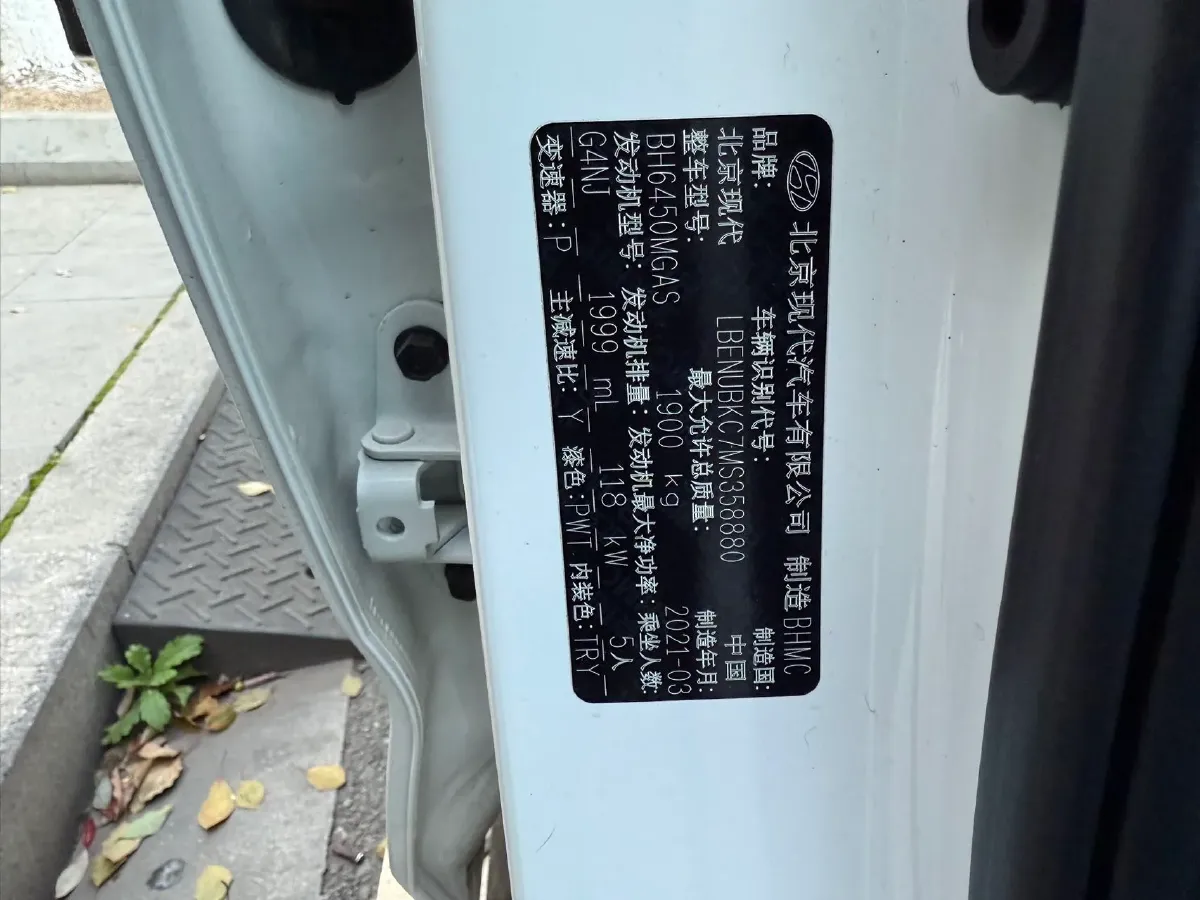 北京现代汽车有限公司 制造 BHMC
品牌: 车辆识别代号: 制造国:
北京现代 LBENUBKC7MS358880 中国
整车型号: 最大允许总质量: 制造年月:
BH6450MGAS 1900 kg 2021-03
发动机型号: 发动机排量: 发动机最大净功率: 乘坐人数:
G4NJ 1999 mL 118 kW 5人
变速器: P 主减速比: Y 漆色: PWT 内装色: TRY